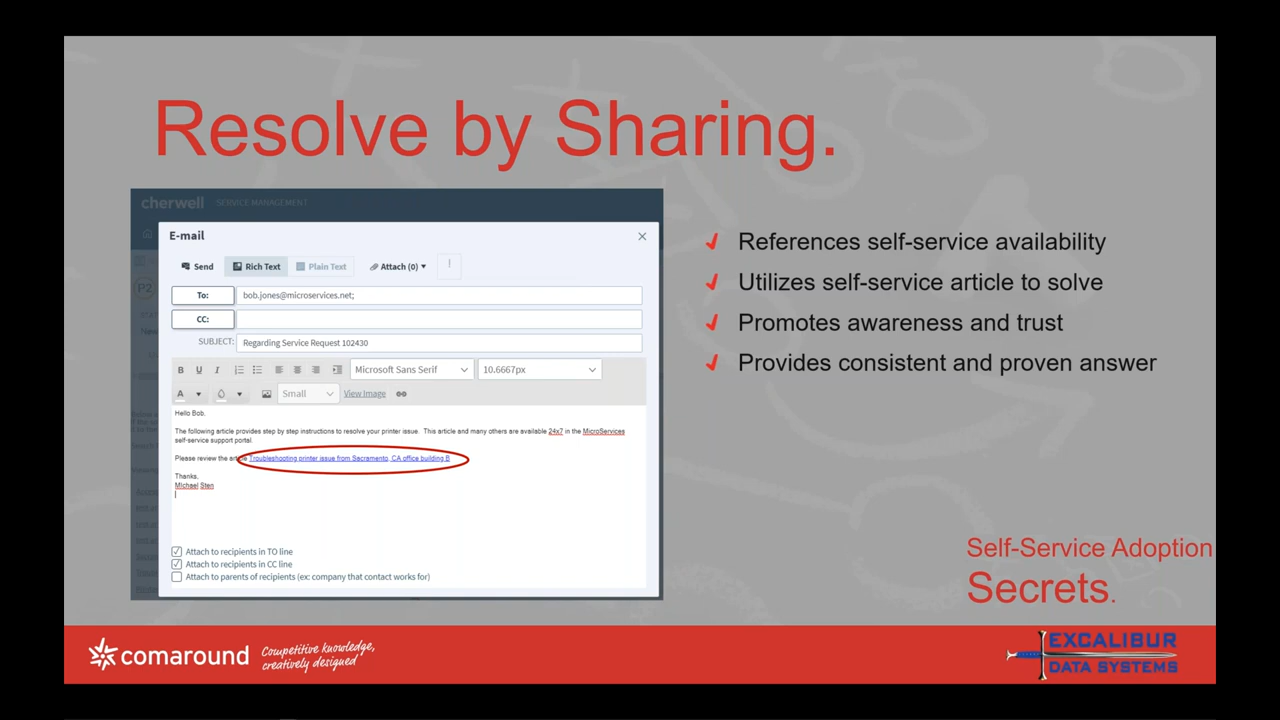 Resolve by Sharing.
cherwell SERVICE MANAGEMENT
E-mail
Send Rich Text Plain Text Attach (0) !
P2
To: bob.jones@microservices.net;
CC:
SUBJECT: Regarding Service Request 102430
B U I Microsoft Sans Serif 10.6667px
A Small View Image
Hello Bob,
The following article provides step by step instructions to resolve your printer issue. This article and many others are available 24x7 in the MicroServices
self-service support portal.
Please review the article Troubleshooting printer issue from Sacramento, CA office building B
Thanks,
Michael Sten
Attach to recipients in TO line
Attach to recipients in CC line
Attach to parents of recipients (ex: company that contact works for)
References self-service availability
Utilizes self-service article to solve
Promotes awareness and trust
Provides consistent and proven answer
Self-Service Adoption
Secrets.
comaround
Competitive knowledge,
creatively designed
EXCALIBUR
DATA SYSTEMS